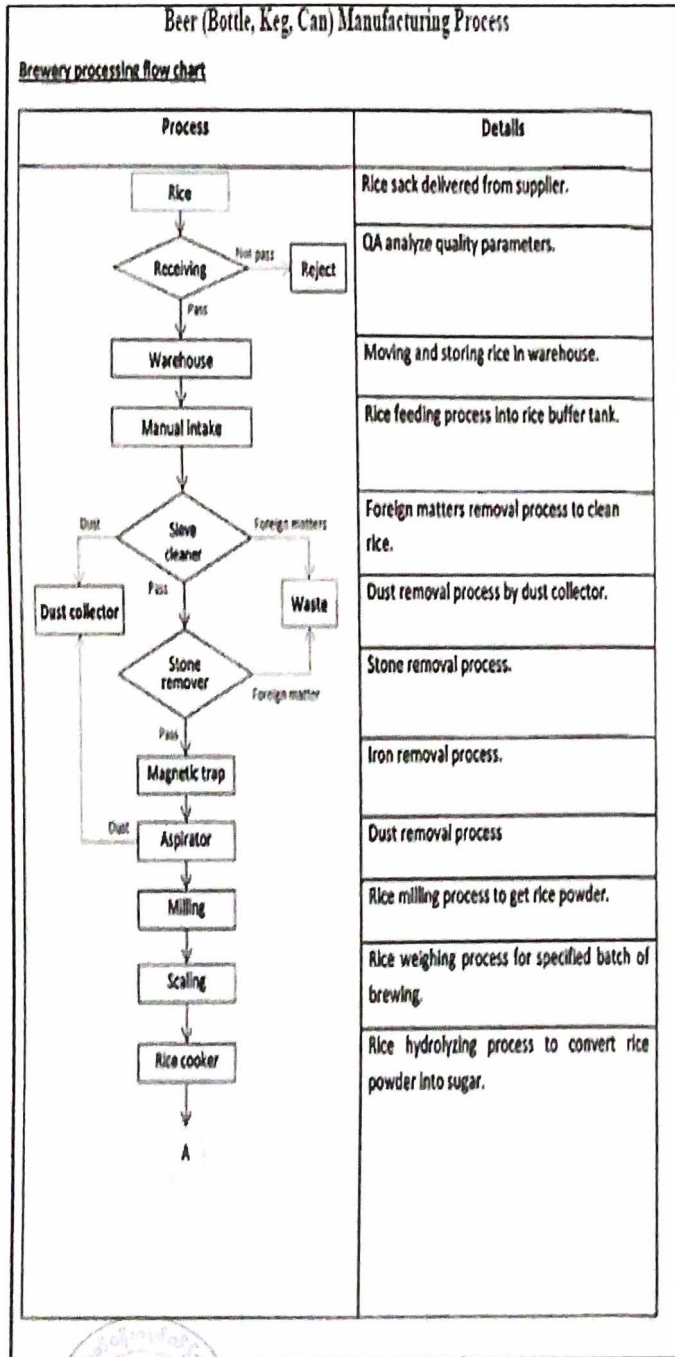 Beer (Bottle, Keg, Can) Manufacturing Process
Brewery processing flow chart
Process
Details
Rice
Rice sack delivered from supplier.
Receiving
Not pass
Reject
QA analyze quality parameters.
Pass
Warehouse
Moving and storing rice in warehouse.
Manual intake
Rice feeding process into rice buffer tank.
Dust
Sieve
cleaner
Foreign matters
Foreign matters removal process to clean
rice.
Pass
Dust collector
Waste
Dust removal process by dust collector.
Stone
remover
Foreign matter
Stone removal process.
Pass
Magnetic trap
Iron removal process.
Dust
Aspirator
Dust removal process
Milling
Rice milling process to get rice powder.
Scaling
Rice weighing process for specified batch of
brewing.
Rice cooker
Rice hydrolyzing process to convert rice
powder into sugar.
A